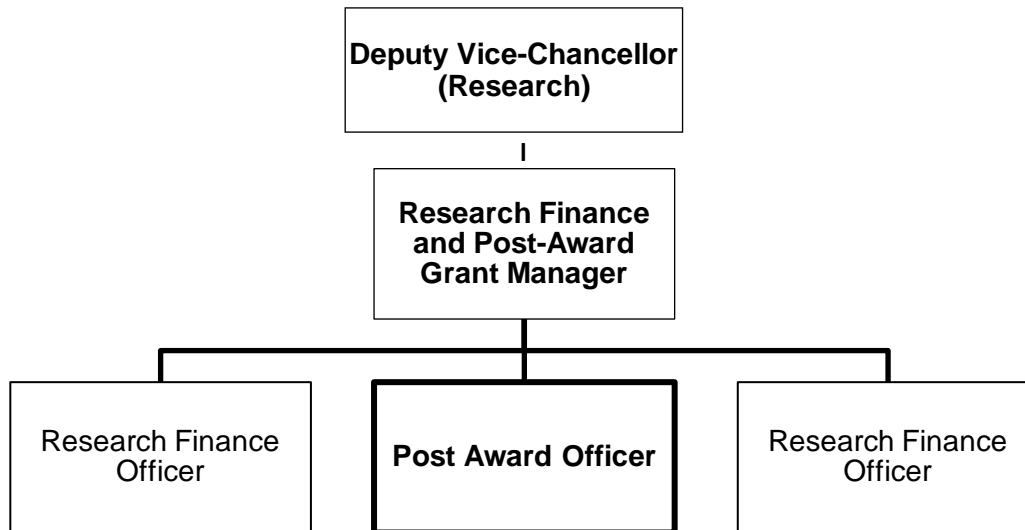 Deputy Vice-Chancellor
(Research)
Research Finance
and Post-Award
Grant Manager
Research Finance
Officer
Post Award Officer
Research Finance
Officer